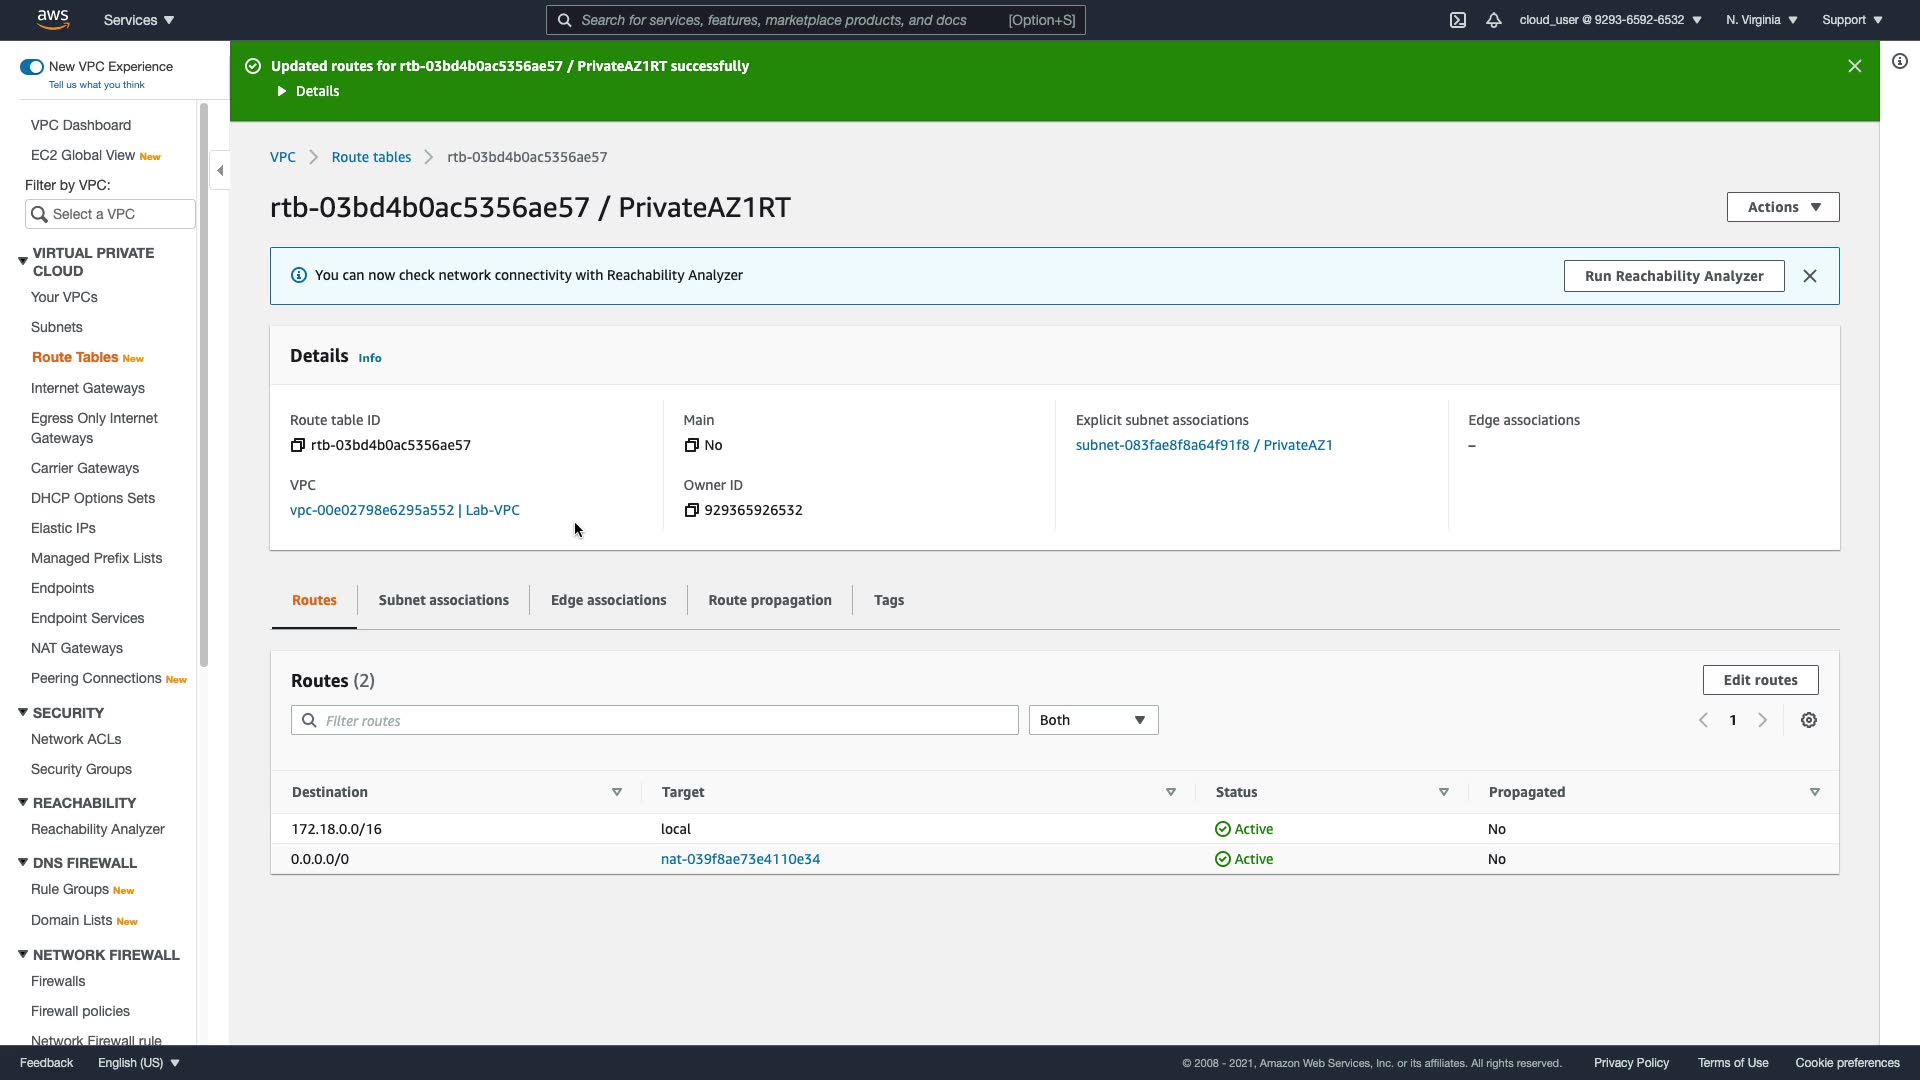 aws
Services
Search for services, features, marketplace products, and docs [Option+S]
cloud_user @ 9293-6592-6532
N. Virginia
Support
New VPC Experience
Tell us what you think
VPC Dashboard
EC2 Global View New
Filter by VPC:
Select a VPC
VIRTUAL PRIVATE
CLOUD
Your VPCs
Subnets
Route Tables New
Internet Gateways
Egress Only Internet
Gateways
Carrier Gateways
DHCP Options Sets
Elastic IPs
Managed Prefix Lists
Endpoints
Endpoint Services
NAT Gateways
Peering Connections New
SECURITY
Network ACLs
Security Groups
REACHABILITY
Reachability Analyzer
DNS FIREWALL
Rule Groups New
Domain Lists New
NETWORK FIREWALL
Firewalls
Firewall policies
Network Firewall rule
Updated routes for rtb-03bd4b0ac5356ae57 / PrivateAZ1RT successfully
Details
VPC > Route tables > rtb-03bd4b0ac5356ae57
rtb-03bd4b0ac5356ae57 / PrivateAZ1RT
Actions
You can now check network connectivity with Reachability Analyzer
Run Reachability Analyzer
Details Info
Route table ID
rtb-03bd4b0ac5356ae57
Main
No
Explicit subnet associations
subnet-083fae8f8a64f91f8 / PrivateAZ1
Edge associations
–
VPC
vpc-00e02798e6295a552 | Lab-VPC
Owner ID
929365926532
Routes
Subnet associations
Edge associations
Route propagation
Tags
Routes (2)
Edit routes
Filter routes
Both
1
Destination Target Status Propagated
172.18.0.0/16 local Active No
0.0.0.0/0 nat-039f8ae73e4110e34 Active No
Feedback
English (US)
© 2008 - 2021, Amazon Web Services, Inc. or its affiliates. All rights reserved.
Privacy Policy
Terms of Use
Cookie preferences